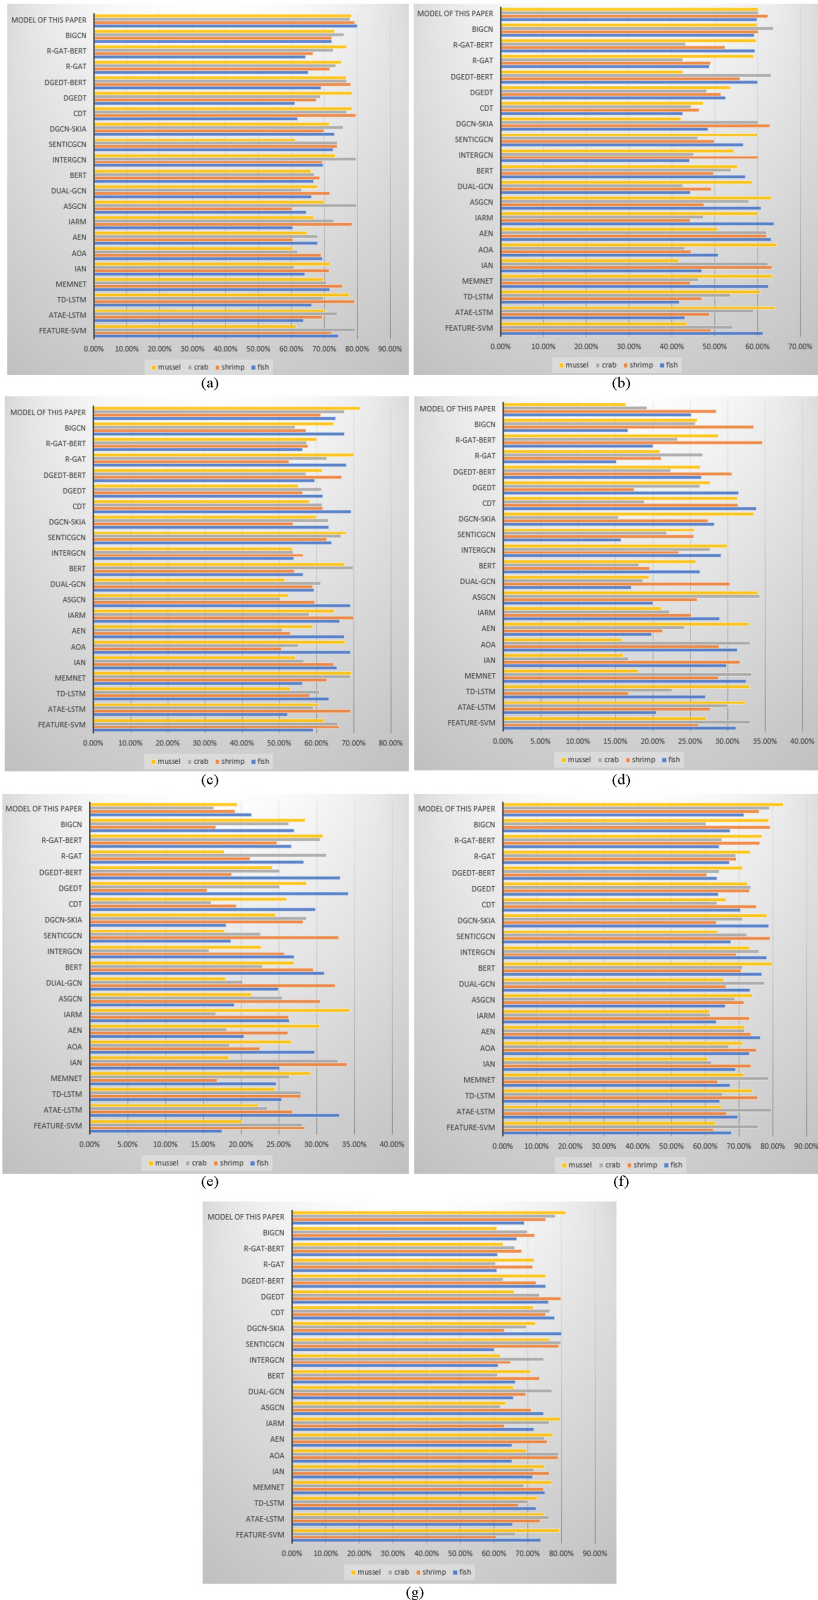 MODEL OF THIS PAPER
BIGCN
R-GAT-BERT
R-GAT
DGEDT-BERT
DGEDT
CDT
DGCN-SKIA
SENTICGCN
INTERGCN
BERT
DUAL-GCN
ASGCN
IARM
AEN
AOA
IAN
MEMNET
TD-LSTM
ATAE-LSTM
FEATURE-SVM
0.00% 10.00% 20.00% 30.00% 40.00% 50.00% 60.00% 70.00% 80.00% 90.00%
mussel crab shrimp fish
(a)
MODEL OF THIS PAPER
BIGCN
R-GAT-BERT
R-GAT
DGEDT-BERT
DGEDT
CDT
DGCN-SKIA
SENTICGCN
INTERGCN
BERT
DUAL-GCN
ASGCN
IARM
AEN
AOA
IAN
MEMNET
TD-LSTM
ATAE-LSTM
FEATURE-SVM
0.00% 10.00% 20.00% 30.00% 40.00% 50.00% 60.00% 70.00%
mussel crab shrimp fish
(b)
MODEL OF THIS PAPER
BIGCN
R-GAT-BERT
R-GAT
DGEDT-BERT
DGEDT
CDT
DGCN-SKIA
SENTICGCN
INTERGCN
BERT
DUAL-GCN
ASGCN
IARM
AEN
AOA
IAN
MEMNET
TD-LSTM
ATAE-LSTM
FEATURE-SVM
0.00% 10.00% 20.00% 30.00% 40.00% 50.00% 60.00% 70.00% 80.00%
mussel crab shrimp fish
(c)
MODEL OF THIS PAPER
BIGCN
R-GAT-BERT
R-GAT
DGEDT-BERT
DGEDT
CDT
DGCN-SKIA
SENTICGCN
INTERGCN
BERT
DUAL-GCN
ASGCN
IARM
AEN
AOA
IAN
MEMNET
TD-LSTM
ATAE-LSTM
FEATURE-SVM
0.00% 5.00% 10.00% 15.00% 20.00% 25.00% 30.00% 35.00% 40.00%
mussel crab shrimp fish
(d)
MODEL OF THIS PAPER
BIGCN
R-GAT-BERT
R-GAT
DGEDT-BERT
DGEDT
CDT
DGCN-SKIA
SENTICGCN
INTERGCN
BERT
DUAL-GCN
ASGCN
IARM
AEN
AOA
IAN
MEMNET
TD-LSTM
ATAE-LSTM
FEATURE-SVM
0.00% 5.00% 10.00% 15.00% 20.00% 25.00% 30.00% 35.00% 40.00%
mussel crab shrimp fish
(e)
MODEL OF THIS PAPER
BIGCN
R-GAT-BERT
R-GAT
DGEDT-BERT
DGEDT
CDT
DGCN-SKIA
SENTICGCN
INTERGCN
BERT
DUAL-GCN
ASGCN
IARM
AEN
AOA
IAN
MEMNET
TD-LSTM
ATAE-LSTM
FEATURE-SVM
0.00% 10.00% 20.00% 30.00% 40.00% 50.00% 60.00% 70.00% 80.00% 90.00%
mussel crab shrimp fish
(f)
MODEL OF THIS PAPER
BIGCN
R-GAT-BERT
R-GAT
DGEDT-BERT
DGEDT
CDT
DGCN-SKIA
SENTICGCN
INTERGCN
BERT
DUAL-GCN
ASGCN
IARM
AEN
AOA
IAN
MEMNET
TD-LSTM
ATAE-LSTM
FEATURE-SVM
0.00% 10.00% 20.00% 30.00% 40.00% 50.00% 60.00% 70.00% 80.00% 90.00%
mussel crab shrimp fish
(g)